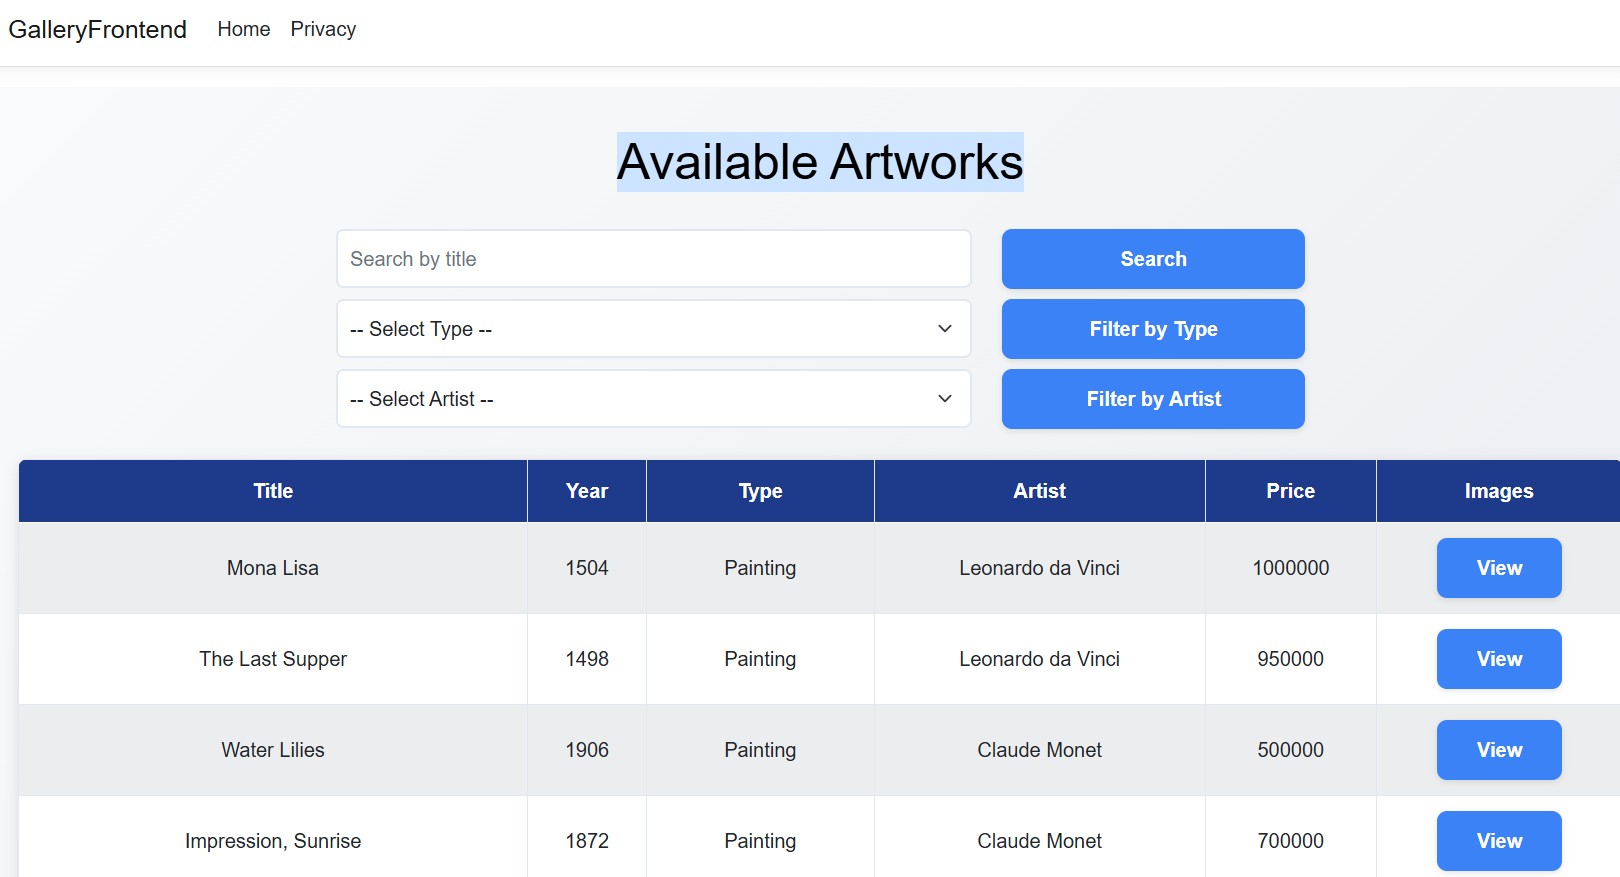 GalleryFrontend Home Privacy
Available Artworks
Search by title Search
-- Select Type -- Filter by Type
-- Select Artist -- Filter by Artist
Title Year Type Artist Price Images
Mona Lisa 1504 Painting Leonardo da Vinci 1000000 View
The Last Supper 1498 Painting Leonardo da Vinci 950000 View
Water Lilies 1906 Painting Claude Monet 500000 View
Impression, Sunrise 1872 Painting Claude Monet 700000 View